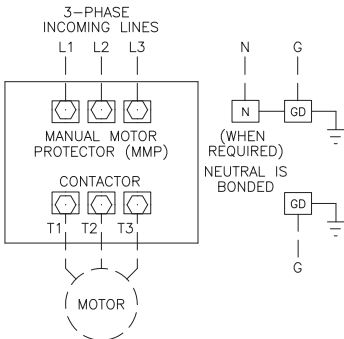 3-PHASE
INCOMING LINES
L1 L2 L3 N G
N GD
MANUAL MOTOR
PROTECTOR (MMP)
(WHEN
REQUIRED)
NEUTRAL IS
BONDED
CONTACTOR
GD
T1 T2 T3
G
MOTOR